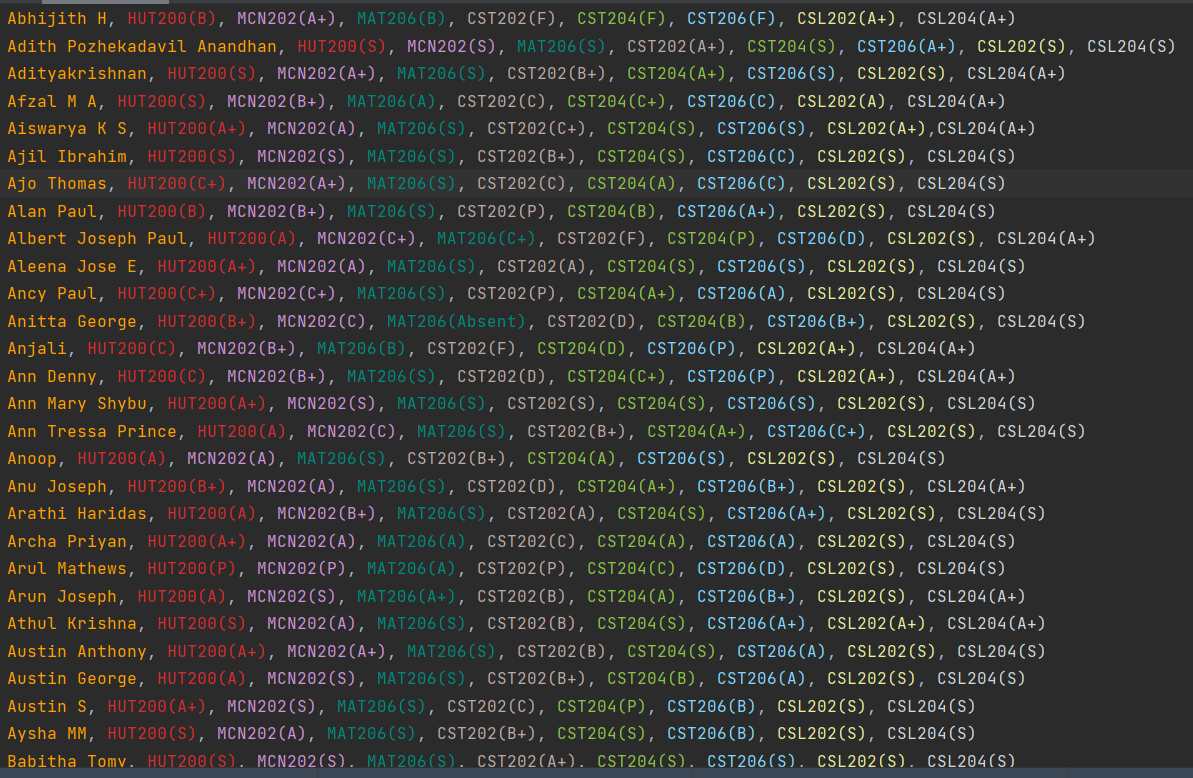 Abhijith H, HUT200(B), MCN202(A+), MAT206(B), CST202(F), CST204(F), CST206(F), CSL202(A+), CSL204(A+)
Adith Pozhekadavil Anandhan, HUT200(S), MCN202(S), MAT206(S), CST202(A+), CST204(S), CST206(A+), CSL202(S), CSL204(S)
Adityakrishnan, HUT200(S), MCN202(A+), MAT206(S), CST202(B+), CST204(A+), CST206(S), CSL202(S), CSL204(A+)
Afzal M A, HUT200(S), MCN202(B+), MAT206(A), CST202(C), CST204(C+), CST206(C), CSL202(A), CSL204(A+)
Aiswarya K S, HUT200(A+), MCN202(A), MAT206(S), CST202(C+), CST204(S), CST206(S), CSL202(A+),CSL204(A+)
Ajil Ibrahim, HUT200(S), MCN202(S), MAT206(S), CST202(B+), CST204(S), CST206(C), CSL202(S), CSL204(S)
Ajo Thomas, HUT200(C+), MCN202(A+), MAT206(S), CST202(C), CST204(A), CST206(C), CSL202(S), CSL204(S)
Alan Paul, HUT200(B), MCN202(B+), MAT206(S), CST202(P), CST204(B), CST206(A+), CSL202(S), CSL204(S)
Albert Joseph Paul, HUT200(A), MCN202(C+), MAT206(C+), CST202(F), CST204(P), CST206(D), CSL202(S), CSL204(A+)
Aleena Jose E, HUT200(A+), MCN202(A), MAT206(S), CST202(A), CST204(S), CST206(S), CSL202(S), CSL204(S)
Ancy Paul, HUT200(C+), MCN202(C+), MAT206(S), CST202(P), CST204(A+), CST206(A), CSL202(S), CSL204(S)
Anitta George, HUT200(B+), MCN202(C), MAT206(Absent), CST202(D), CST204(B), CST206(B+), CSL202(S), CSL204(S)
Anjali, HUT200(C), MCN202(B+), MAT206(B), CST202(F), CST204(D), CST206(P), CSL202(A+), CSL204(A+)
Ann Denny, HUT200(C), MCN202(B+), MAT206(S), CST202(D), CST204(C+), CST206(P), CSL202(A+), CSL204(A+)
Ann Mary Shybu, HUT200(A+), MCN202(S), MAT206(S), CST202(S), CST204(S), CST206(S), CSL202(S), CSL204(S)
Ann Tressa Prince, HUT200(A), MCN202(C), MAT206(S), CST202(B+), CST204(A+), CST206(C+), CSL202(S), CSL204(S)
Anoop, HUT200(A), MCN202(A), MAT206(S), CST202(B+), CST204(A), CST206(S), CSL202(S), CSL204(S)
Anu Joseph, HUT200(B+), MCN202(A), MAT206(S), CST202(D), CST204(A+), CST206(B+), CSL202(S), CSL204(A+)
Arathi Haridas, HUT200(A), MCN202(B+), MAT206(S), CST202(A), CST204(S), CST206(A+), CSL202(S), CSL204(S)
Archa Priyan, HUT200(A+), MCN202(A), MAT206(A), CST202(C), CST204(A), CST206(A), CSL202(S), CSL204(S)
Arul Mathews, HUT200(P), MCN202(P), MAT206(A), CST202(P), CST204(C), CST206(D), CSL202(S), CSL204(S)
Arun Joseph, HUT200(A), MCN202(S), MAT206(A+), CST202(B), CST204(A), CST206(B+), CSL202(S), CSL204(A+)
Athul Krishna, HUT200(S), MCN202(A), MAT206(S), CST202(B), CST204(S), CST206(A+), CSL202(A+), CSL204(A+)
Austin Anthony, HUT200(A+), MCN202(A+), MAT206(S), CST202(B), CST204(S), CST206(A), CSL202(S), CSL204(S)
Austin George, HUT200(A), MCN202(S), MAT206(S), CST202(B+), CST204(B), CST206(A), CSL202(S), CSL204(S)
Austin S, HUT200(A+), MCN202(S), MAT206(S), CST202(C), CST204(P), CST206(B), CSL202(S), CSL204(S)
Aysha MM, HUT200(S), MCN202(A), MAT206(S), CST202(B+), CST204(S), CST206(B), CSL202(S), CSL204(S)
Babitha Tomy, HUT200(S), MCN202(S), MAT206(S), CST202(A+), CST204(S), CST206(S), CSL202(S), CSL204(S)